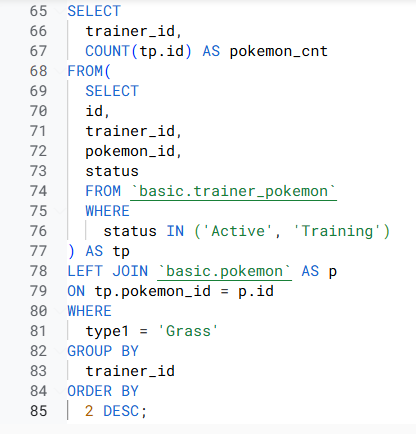 65 SELECT
66 trainer_id,
67 COUNT(tp.id) AS pokemon_cnt
68 FROM(
69 SELECT
70 id,
71 trainer_id,
72 pokemon_id,
73 status
74 FROM `basic.trainer_pokemon`
75 WHERE
76 status IN ('Active', 'Training')
77 ) AS tp
78 LEFT JOIN `basic.pokemon` AS p
79 ON tp.pokemon_id = p.id
80 WHERE
81 type1 = 'Grass'
82 GROUP BY
83 trainer_id
84 ORDER BY
85 2 DESC;